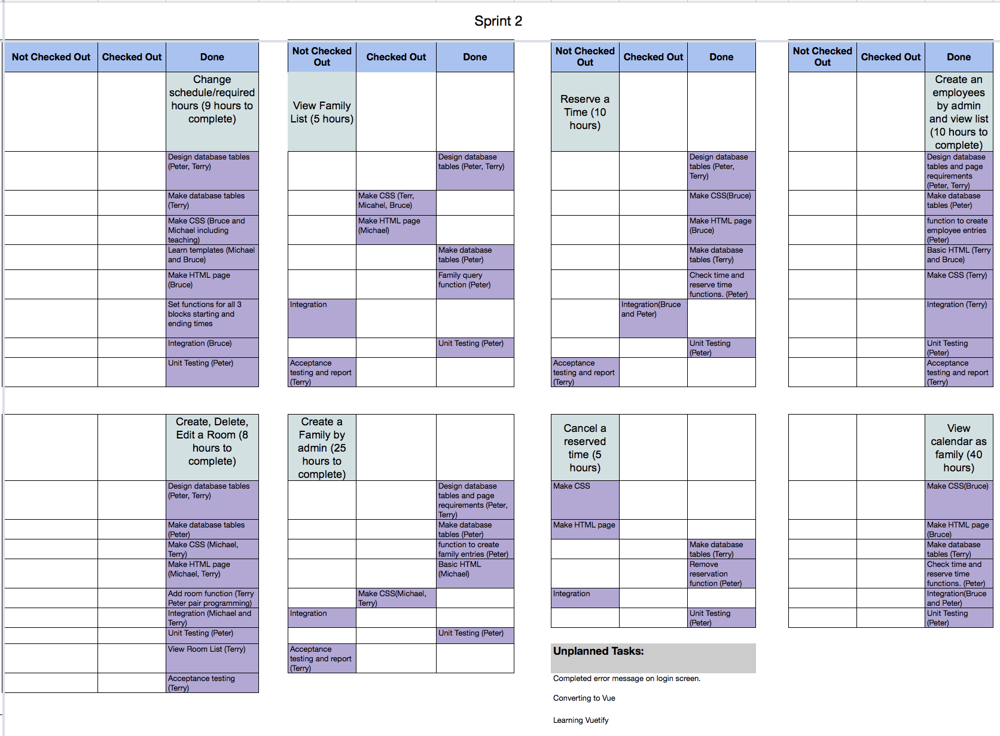 Sprint 2
Not Checked Out
Checked Out
Done
Change
schedule/required
hours (9 hours to
complete)
Design database tables
(Peter, Terry)
Make database tables
(Terry)
Make CSS (Bruce and
Michael including
teaching)
Learn templates (Michael
and Bruce)
Make HTML page
(Bruce)
Set functions for all 3
blocks starting and
ending times
Integration (Bruce)
Unit Testing (Peter)
Not Checked
Out
Checked Out
Done
View Family
List (5 hours)
Design database
tables (Peter, Terry)
Make CSS (Terr,
Micahel, Bruce)
Make HTML page
(Michael)
Make database
tables (Peter)
Family query
function (Peter)
Integration
Unit Testing (Peter)
Acceptance
testing and report
(Terry)
Not Checked
Out
Checked Out
Done
Reserve a
Time (10
hours)
Design database
tables (Peter,
Terry)
Make CSS(Bruce)
Make HTML page
(Bruce)
Make database
tables (Terry)
Check time and
reserve time
functions. (Peter)
Integration(Bruce
and Peter)
Unit Testing
(Peter)
Acceptance
testing and report
(Terry)
Not Checked
Out
Checked Out
Done
Create an
employees
by admin
and view list
(10 hours to
complete)
Design database
tables and page
requirements
(Peter, Terry)
Make database
tables (Peter)
function to create
employee entries
(Peter)
Basic HTML (Terry
and Bruce)
Make CSS (Terry)
Integration (Terry)
Unit Testing
(Peter)
Acceptance
testing and report
(Terry)
Create, Delete,
Edit a Room (8
hours to
complete)
Design database tables
(Peter, Terry)
Make database tables
(Peter)
Make CSS (Michael,
Terry)
Make HTML page
(Michael, Terry)
Add room function (Terry
Peter pair programming)
Integration (Michael and
Terry)
Unit Testing (Peter)
View Room List (Terry)
Acceptance testing
(Terry)
Create a
Family by
admin (25
hours to
complete)
Design database
tables and page
requirements (Peter,
Terry)
Make database
tables (Peter)
function to create
family entries (Peter)
Basic HTML
(Michael)
Make CSS(Michael,
Terry)
Integration
Unit Testing (Peter)
Acceptance
testing and report
(Terry)
Cancel a
reserved
time (5
hours)
Make CSS
Make HTML page
Make database
tables (Terry)
Remove
reservation
function (Peter)
Integration
Unit Testing
(Peter)
View
calendar as
family (40
hours)
Make CSS(Bruce)
Make HTML page
(Bruce)
Make database
tables (Terry)
Check time and
reserve time
functions. (Peter)
Integration(Bruce
and Peter)
Unit Testing
(Peter)
Unplanned Tasks:
Completed error message on login screen.
Converting to Vue
Learning Vuetify